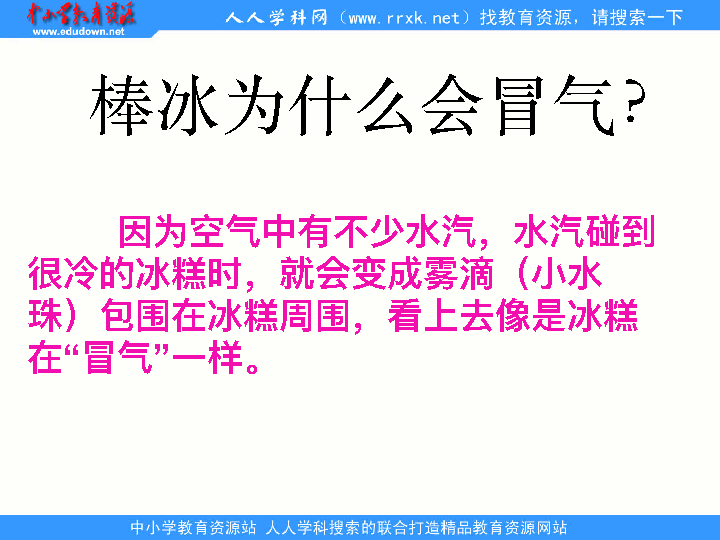 中小学教育资源
www.edudown.net
人人学科网（www.rrxk.net）找教育资源，请搜索一下
棒冰为什么会冒气?
因为空气中有不少水汽，水汽碰到
很冷的冰糕时，就会变成雾滴（小水
珠）包围在冰糕周围，看上去像是冰糕
在“冒气”一样。
中小学教育资源站 人人学科搜索的联合打造精品教育资源网站